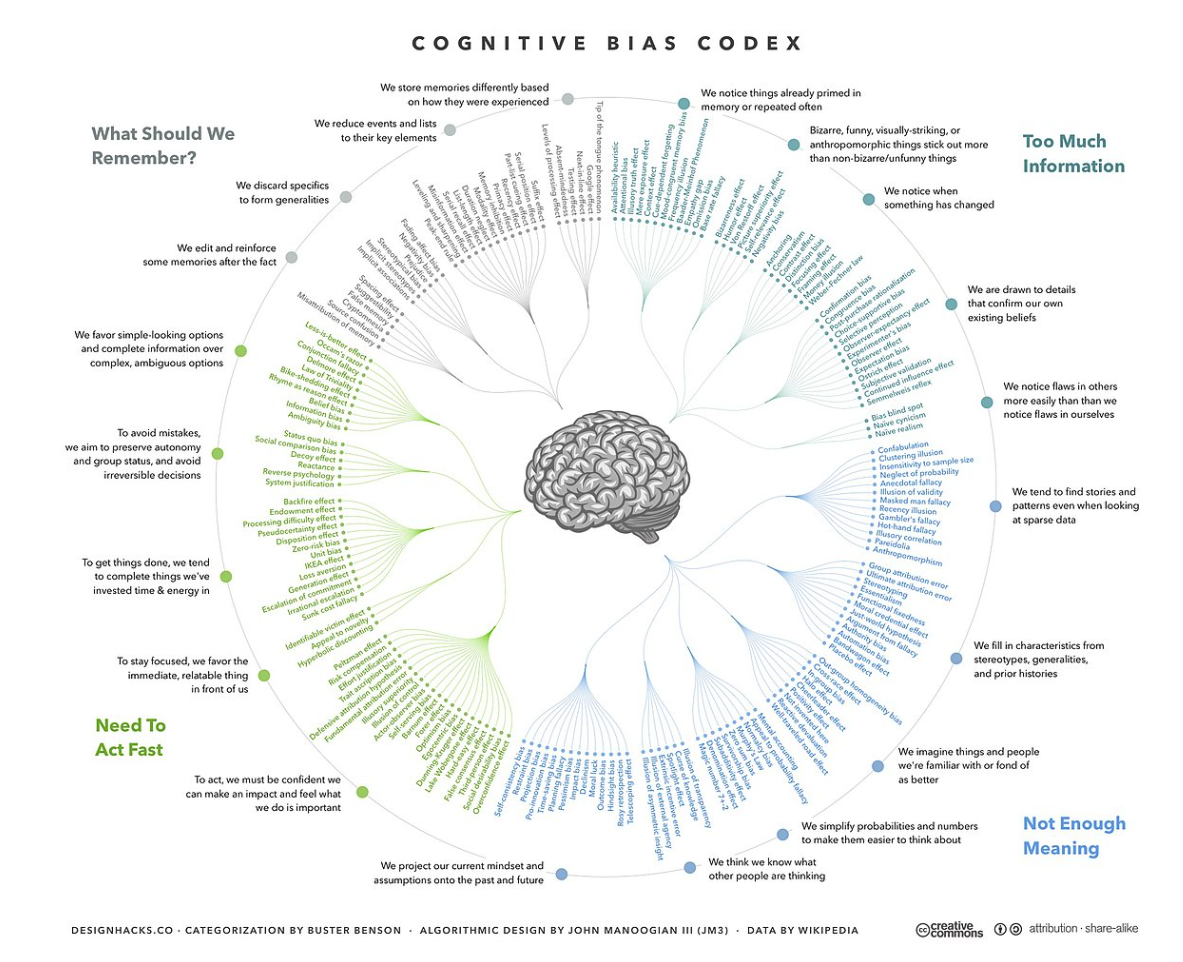 COGNITIVE BIAS CODEX
What Should We
Remember?
We store memories differently based
on how they were experienced
We reduce events and lists
to their key elements
We discard specifics
to form generalities
We edit and reinforce
some memories after the fact
Tip of the tongue phenomenon
Google effect
Next-in-line effect
Testing effect
Absent-mindedness
Levels of processing effect
Suffix effect
Serial position effect
Part-list cueing effect
Recency effect
Primacy effect
Memory inhibition
Modality effect
Duration neglect
List-length effect
Serial recall effect
Misinformation effect
Leveling and sharpening
Peak-end rule
Fading affect bias
Negativity bias
Prejudice
Stereotypical bias
Implicit stereotypes
Implicit associations
Spacing effect
Suggestibility
False memory
Cryptomnesia
Source confusion
Misattribution of memory
Too Much
Information
We notice things already primed in
memory or repeated often
Bizarre, funny, visually-striking, or
anthropomorphic things stick out more
than non-bizarre/unfunny things
We notice when
something has changed
We are drawn to details
that confirm our own
existing beliefs
We notice flaws in others
more easily than than we
notice flaws in ourselves
Availability heuristic
Attentional bias
Illusory truth effect
Mere exposure effect
Context effect
Cue-dependent forgetting
Mood-congruent memory bias
Frequency illusion
Baader-Meinhof Phenomenon
Empathy gap
Omission bias
Base rate fallacy
Bizarreness effect
Humor effect
Von Restorff effect
Picture superiority effect
Self-relevance effect
Negativity bias
Anchoring
Conservatism
Contrast effect
Distinction bias
Focusing effect
Framing effect
Money illusion
Weber-Fechner law
Confirmation bias
Congruence bias
Post-purchase rationalization
Choice-supportive bias
Selective perception
Observer-expectancy effect
Experimenter's bias
Observer effect
Expectation bias
Ostrich effect
Subjective validation
Continued influence effect
Semmelweis reflex
Bias blind spot
Naïve cynicism
Naïve realism
Confabulation
Clustering illusion
Insensitivity to sample size
Neglect of probability
Anecdotal fallacy
Illusion of validity
Masked man fallacy
Recency illusion
Gambler's fallacy
Hot-hand fallacy
Illusory correlation
Pareidolia
Anthropomorphism
We tend to find stories and
patterns even when looking
at sparse data
Group attribution error
Ultimate attribution error
Stereotyping
Essentialism
Functional fixedness
Moral credential effect
Just-world hypothesis
Argument from fallacy
Authority bias
Automation bias
Bandwagon effect
Placebo effect
We fill in characteristics from
stereotypes, generalities,
and prior histories
Out-group homogeneity bias
Cross-race effect
In-group bias
Halo effect
Cheerleader effect
Positivity effect
Not invented here
Reactive devaluation
Well traveled road effect
We imagine things and people
we're familiar with or fond of
as better
Mental accounting
Appeal to probability fallacy
Normalcy bias
Murphy's Law
Zero sum bias
Survivorship bias
Subadditivity effect
Denomination effect
Magic number 7+-2
We simplify probabilities and numbers
to make them easier to think about
Illusion of transparency
Curse of knowledge
Spotlight effect
Extrinsic incentive error
Illusion of external agency
Illusion of asymmetric insight
We think we know what
other people are thinking
Telescoping effect
Rosy retrospection
Hindsight bias
Outcome bias
Moral luck
Declinism
Impact bias
Pessimism bias
Planning fallacy
Time-saving bias
Pro-innovation bias
Projection bias
Restraint bias
Self-consistency bias
We project our current mindset and
assumptions onto the past and future
Not Enough
Meaning
We favor simple-looking options
and complete information over
complex, ambiguous options
Less-is-better effect
Occam's razor
Conjunction fallacy
Delmore effect
Law of Triviality
Bike-shedding effect
Rhyme as reason effect
Belief bias
Information bias
Ambiguity bias
To avoid mistakes,
we aim to preserve autonomy
and group status, and avoid
irreversible decisions
Status quo bias
Social comparison bias
Decoy effect
Reactance
Reverse psychology
System justification
To get things done, we tend
to complete things we've
invested time & energy in
Backfire effect
Endowment effect
Processing difficulty effect
Pseudocertainty effect
Disposition effect
Zero-risk bias
Unit bias
IKEA effect
Loss aversion
Generation effect
Escalation of commitment
Irrational escalation
Sunk cost fallacy
To stay focused, we favor the
immediate, relatable thing
in front of us
Identifiable victim effect
Appeal to novelty
Hyperbolic discounting
Need To
Act Fast
To act, we must be confident we
can make an impact and feel what
we do is important
Peltzman effect
Risk compensation
Effort justification
Trait ascription bias
Defensive attribution hypothesis
Fundamental attribution error
Illusory superiority
Illusion of control
Actor-observer bias
Self-serving bias
Barnum effect
Forer effect
Optimism bias
Egocentric bias
Dunning-Kruger effect
Lake Wobegone effect
Hard-easy effect
False consensus effect
Third-person effect
Social desirability bias
Overconfidence effect
DESIGNHACKS.CO · CATEGORIZATION BY BUSTER BENSON · ALGORITHMIC DESIGN BY JOHN MANOOGIAN III (JM3) · DATA BY WIKIPEDIA
cc creative commons
attribution · share-alike